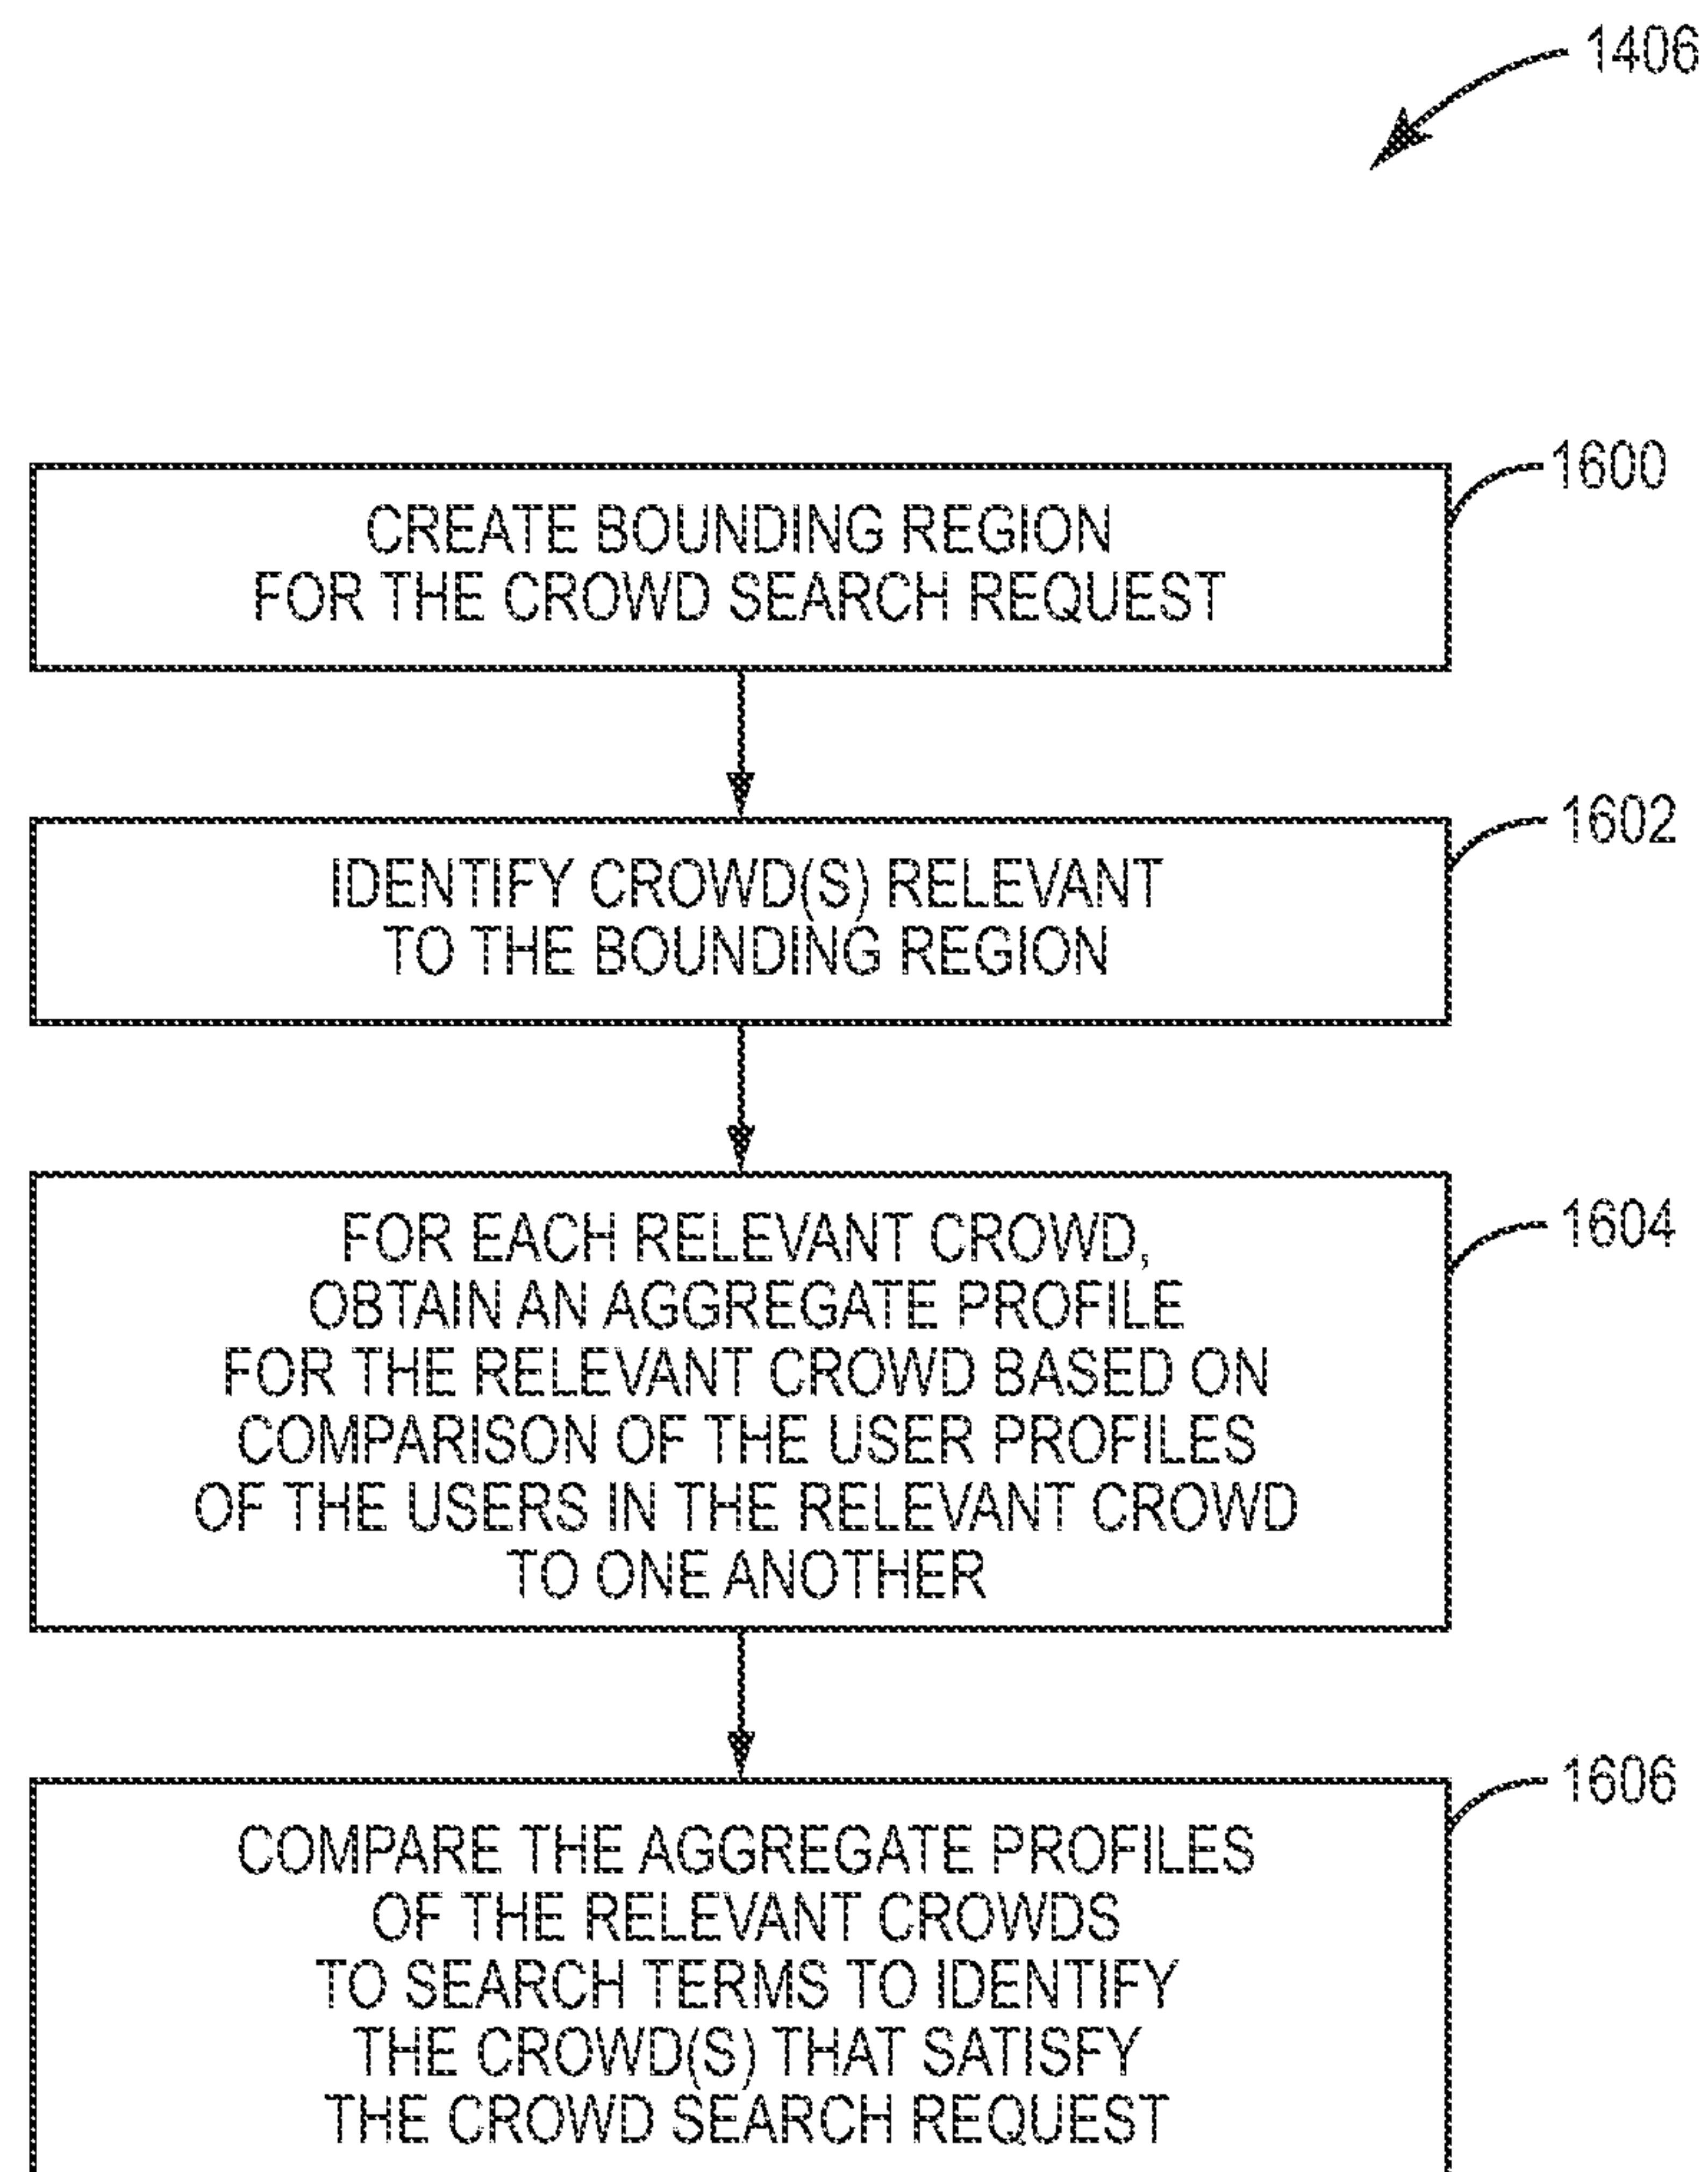 1406
1600
CREATE BOUNDING REGION
FOR THE CROWD SEARCH REQUEST
1602
IDENTIFY CROWD(S) RELEVANT
TO THE BOUNDING REGION
1604
FOR EACH RELEVANT CROWD,
OBTAIN AN AGGREGATE PROFILE
FOR THE RELEVANT CROWD BASED ON
COMPARISON OF THE USER PROFILES
OF THE USERS IN THE RELEVANT CROWD
TO ONE ANOTHER
1606
COMPARE THE AGGREGATE PROFILES
OF THE RELEVANT CROWDS
TO SEARCH TERMS TO IDENTIFY
THE CROWD(S) THAT SATISFY
THE CROWD SEARCH REQUEST